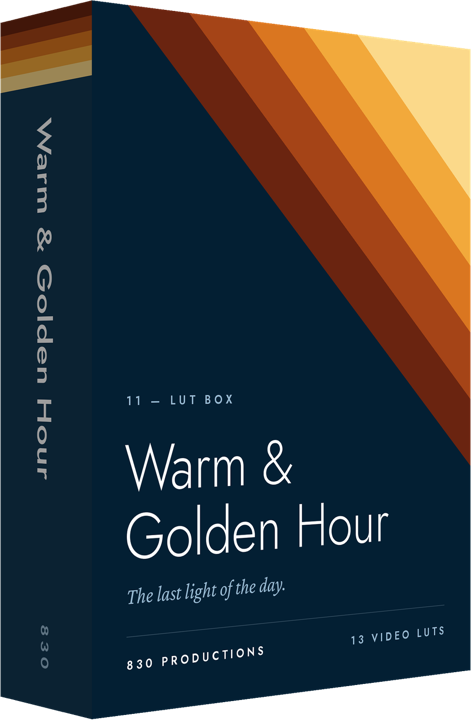 Warm & Golden Hour
830
11 — LUT BOX
Warm &
Golden Hour
The last light of the day.
830 PRODUCTIONS
13 VIDEO LUTS